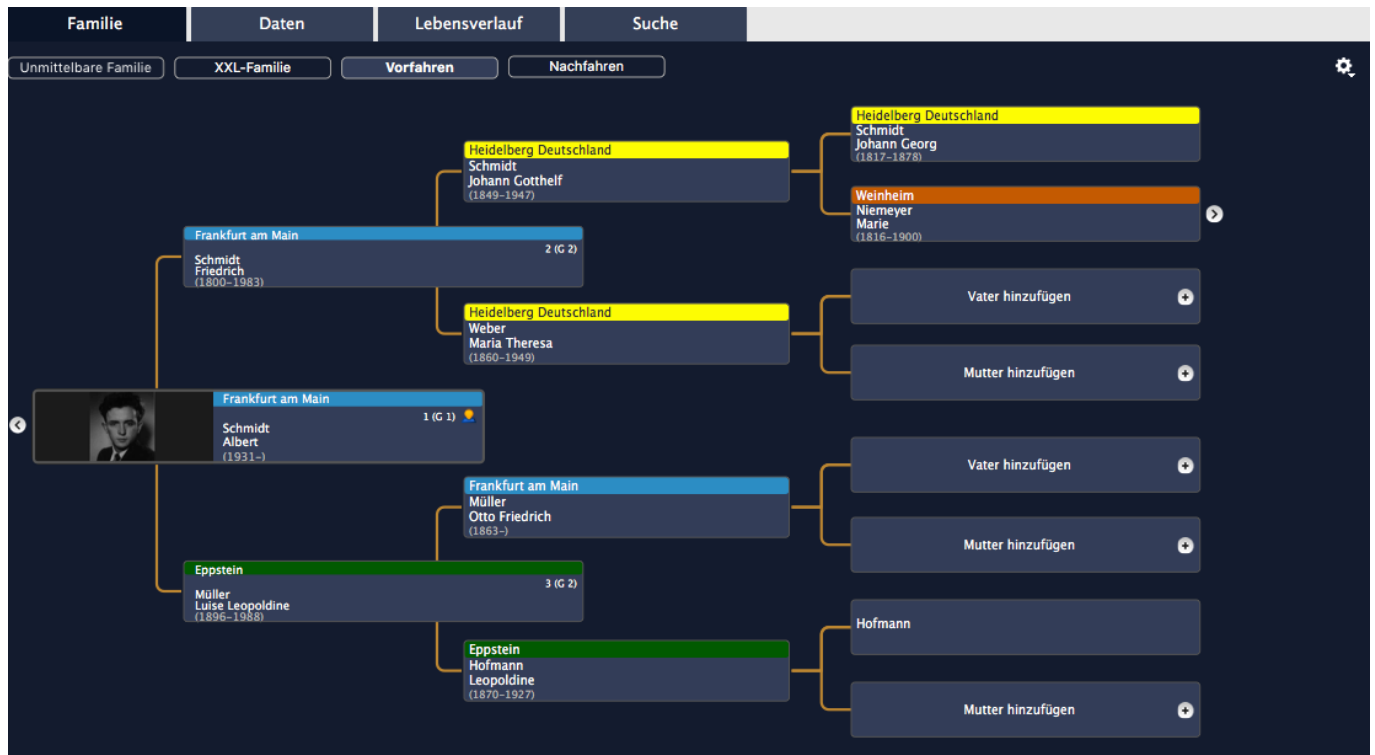 Familie
Daten
Lebensverlauf
Suche
Unmittelbare Familie
XXL-Familie
Vorfahren
Nachfahren
Heidelberg Deutschland
Schmidt
Johann Georg
(1817-1878)
Heidelberg Deutschland
Schmidt
Johann Gotthelf
(1849-1947)
Weinheim
Niemeyer
Marie
(1816-1900)
Frankfurt am Main
2 (G 2)
Schmidt
Friedrich
(1800-1983)
Vater hinzufügen
Heidelberg Deutschland
Weber
Maria Theresa
(1860-1949)
Mutter hinzufügen
Frankfurt am Main
1 (G 1)
Schmidt
Albert
(1931-)
Vater hinzufügen
Frankfurt am Main
Müller
Otto Friedrich
(1863-)
Mutter hinzufügen
Eppstein
3 (G 2)
Müller
Luise Leopoldine
(1896-1988)
Hofmann
Eppstein
Hofmann
Leopoldine
(1870-1927)
Mutter hinzufügen